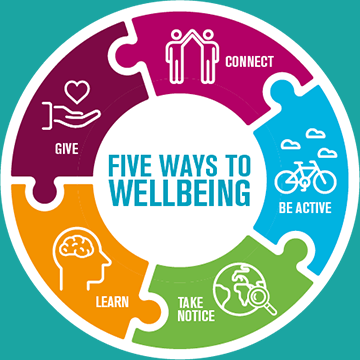 FIVE WAYS TO
WELLBEING
CONNECT
BE ACTIVE
TAKE
NOTICE
LEARN
GIVE